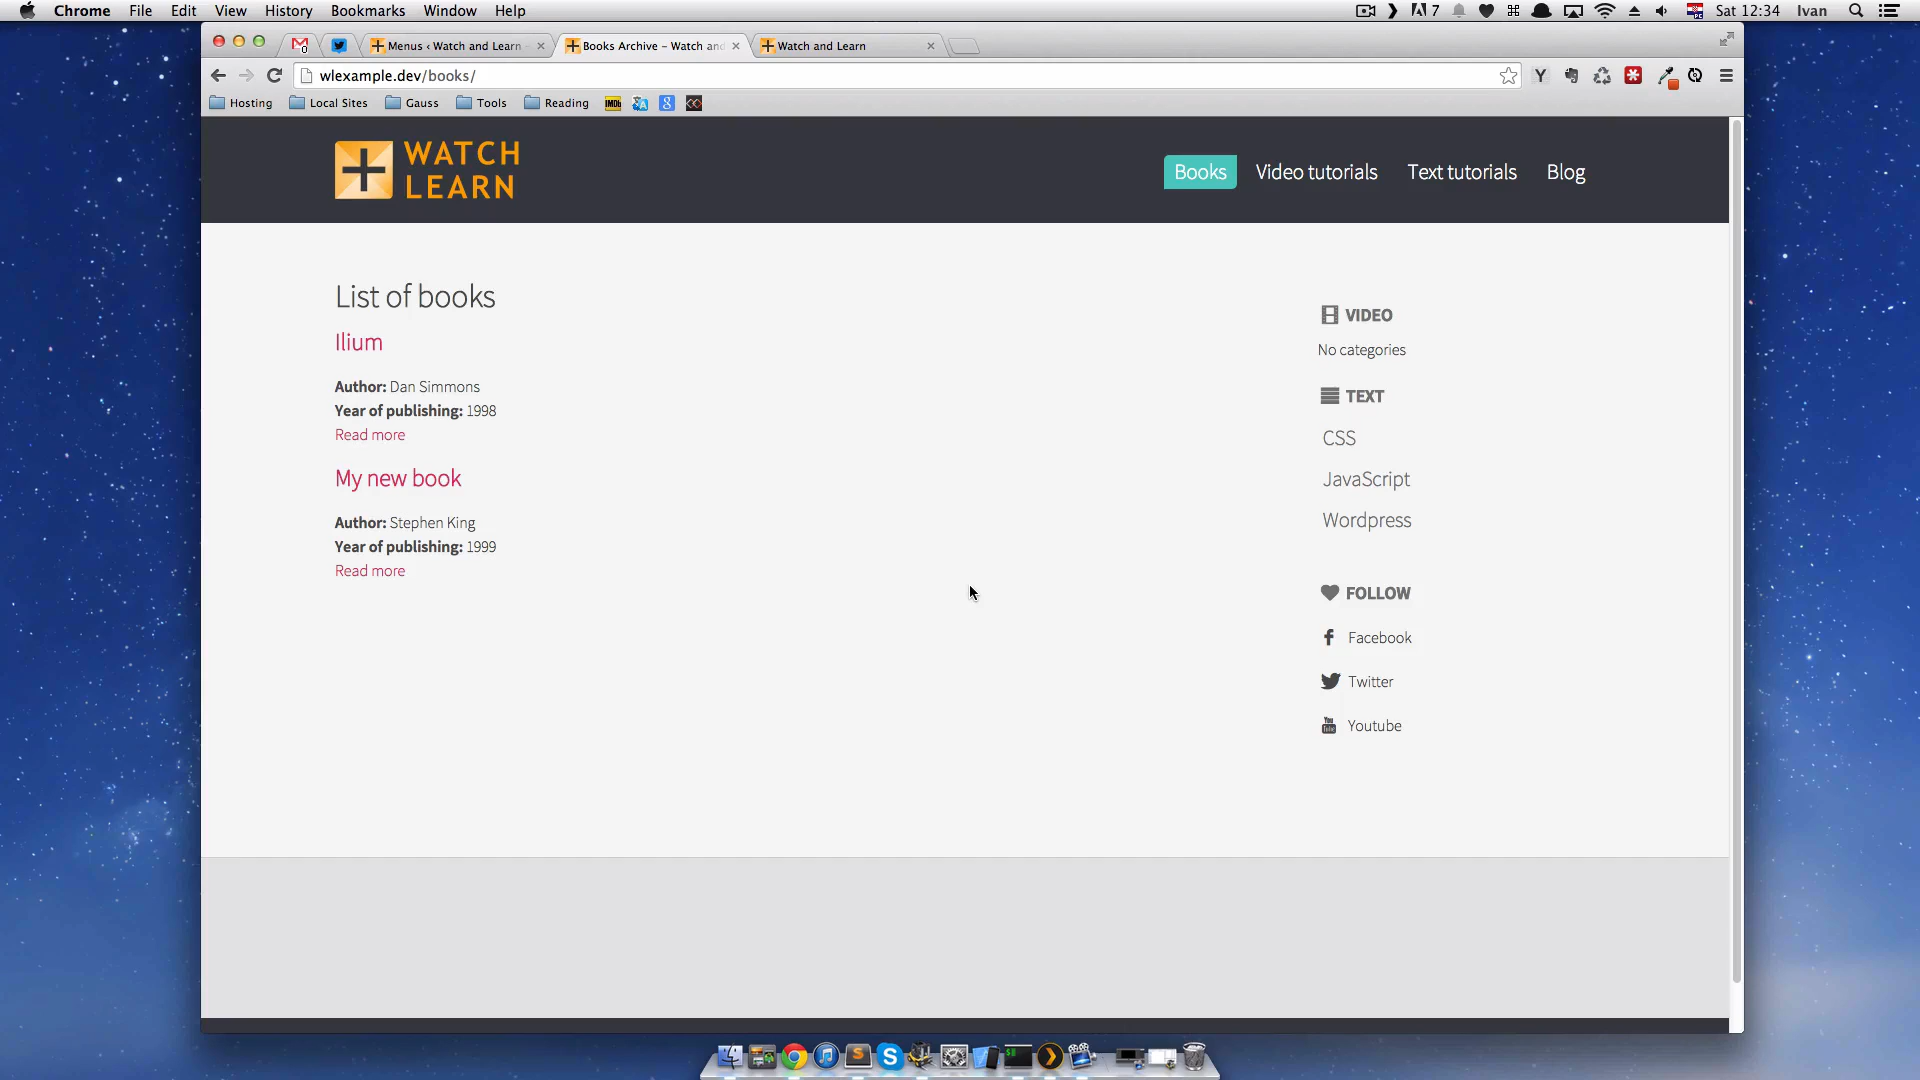 Chrome File Edit View History Bookmarks Window Help
7 Sat 12:34 Ivan
0 Menus ‹ Watch and Learn Books Archive – Watch and Watch and Learn
wlexample.dev/books/
Hosting Local Sites Gauss Tools Reading IMDb
WATCH
LEARN
Books Video tutorials Text tutorials Blog
List of books
Ilium
Author: Dan Simmons
Year of publishing: 1998
Read more
My new book
Author: Stephen King
Year of publishing: 1999
Read more
VIDEO
No categories
TEXT
CSS
JavaScript
Wordpress
FOLLOW
Facebook
Twitter
Youtube